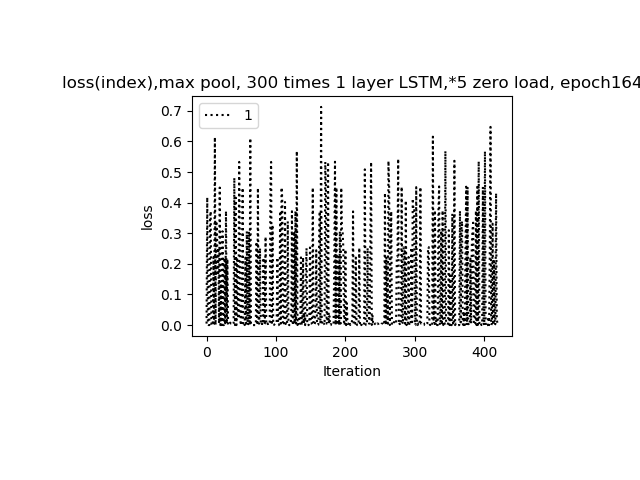 loss(index),max pool, 300 times 1 layer LSTM,*5 zero load, epoch164
1
0.7
0.6
0.5
0.4
0.3
0.2
0.1
0.0
loss
0 100 200 300 400
Iteration